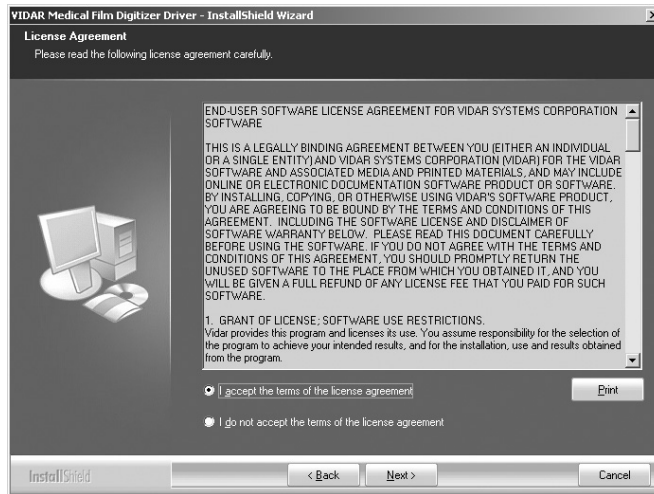 VIDAR Medical Film Digitizer Driver - InstallShield Wizard
License Agreement
Please read the following license agreement carefully.
END-USER SOFTWARE LICENSE AGREEMENT FOR VIDAR SYSTEMS CORPORATION
SOFTWARE
THIS IS A LEGALLY BINDING AGREEMENT BETWEEN YOU (EITHER AN INDIVIDUAL
OR A SINGLE ENTITY) AND VIDAR SYSTEMS CORPORATION (VIDAR) FOR THE VIDAR
SOFTWARE AND ASSOCIATED MEDIA AND PRINTED MATERIALS, AND MAY INCLUDE
ONLINE OR ELECTRONIC DOCUMENTATION SOFTWARE PRODUCT OR SOFTWARE.
BY INSTALLING, COPYING, OR OTHERWISE USING VIDAR'S SOFTWARE PRODUCT,
YOU ARE AGREEING TO BE BOUND BY THE TERMS AND CONDITIONS OF THIS
AGREEMENT. INCLUDING THE SOFTWARE LICENSE AND DISCLAIMER OF
SOFTWARE WARRANTY BELOW. PLEASE READ THIS DOCUMENT CAREFULLY
BEFORE USING THE SOFTWARE. IF YOU DO NOT AGREE WITH THE TERMS AND
CONDITIONS OF THIS AGREEMENT, YOU SHOULD PROMPTLY RETURN THE
UNUSED SOFTWARE TO THE PLACE FROM WHICH YOU OBTAINED IT, AND YOU
WILL BE GIVEN A FULL REFUND OF ANY LICENSE FEE THAT YOU PAID FOR SUCH
SOFTWARE.
1. GRANT OF LICENSE; SOFTWARE USE RESTRICTIONS.
Vidar provides this program and licenses its use. You assume responsibility for the selection of
the program to achieve your intended results, and for the installation, use and results obtained
from the program.
I accept the terms of the license agreement
Print
I do not accept the terms of the license agreement
InstallShield
< Back
Next >
Cancel